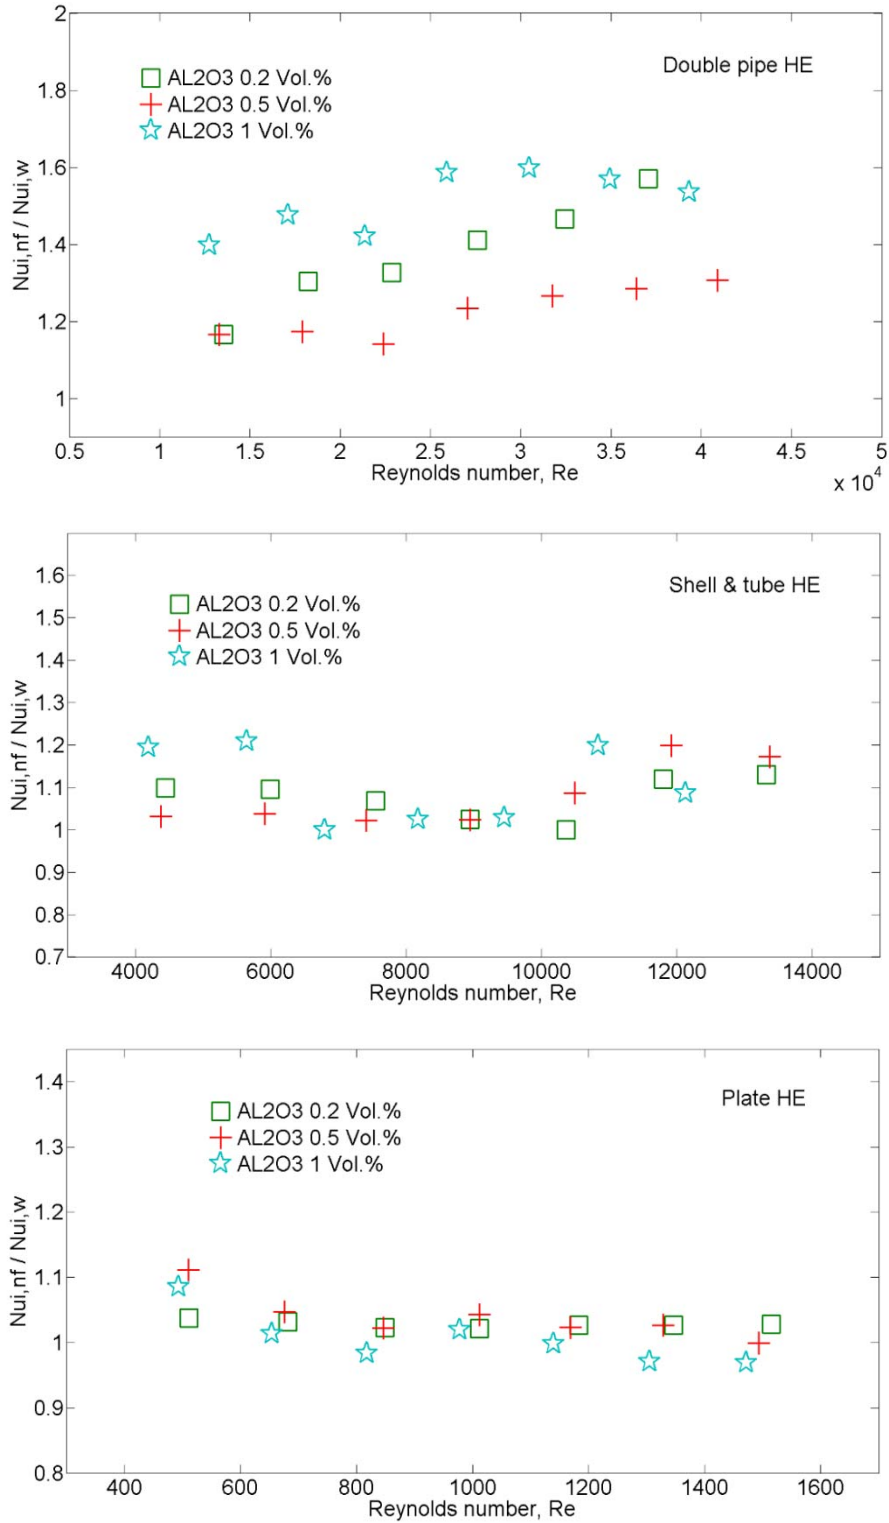 2
Double pipe HE
AL2O3 0.2 Vol.%
1.8
AL2O3 0.5 Vol.%
AL2O3 1 Vol.%
1.6
1.4
1.2
1
Nui,nf / Nui,w
0.5 1 1.5 2 2.5 3 3.5 4 4.5 5
Reynolds number, Re
x 10^4
Shell & tube HE
1.6
AL2O3 0.2 Vol.%
1.5
AL2O3 0.5 Vol.%
AL2O3 1 Vol.%
1.4
1.3
1.2
1.1
1
0.9
0.8
0.7
Nui,nf / Nui,w
4000 6000 8000 10000 12000 14000
Reynolds number, Re
1.4
Plate HE
AL2O3 0.2 Vol.%
AL2O3 0.5 Vol.%
1.3
AL2O3 1 Vol.%
1.2
1.1
1
0.9
0.8
Nui,nf / Nui,w
400 600 800 1000 1200 1400 1600
Reynolds number, Re